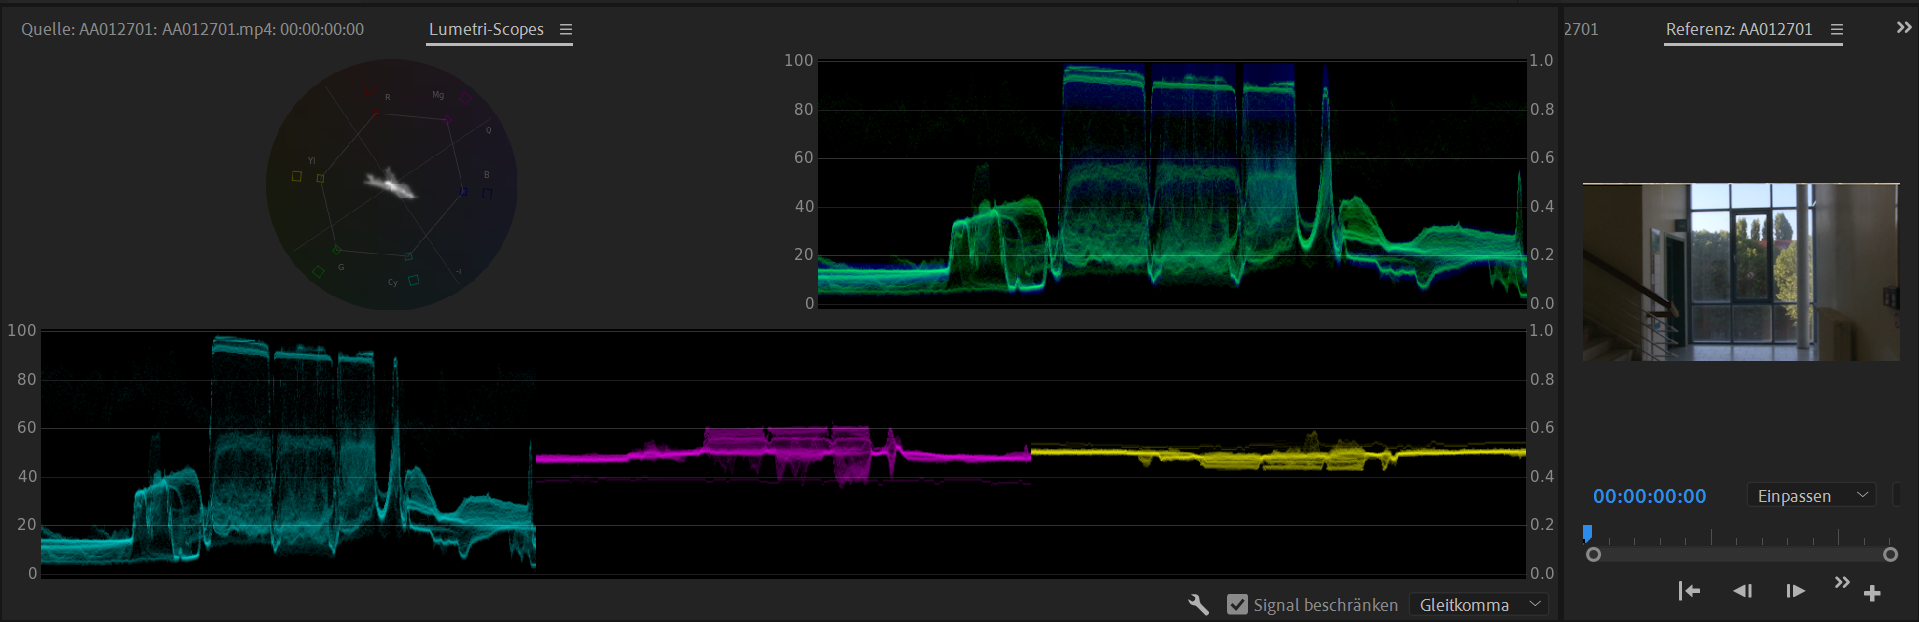 Quelle: AA012701: AA012701.mp4: 00:00:00:00
Lumetri-Scopes
2701
Referenz: AA012701
R
Mg
Q
Yl
B
G
Cy
-I
100
80
60
40
20
0
1.0
0.8
0.6
0.4
0.2
0.0
100
80
60
40
20
0
1.0
0.8
0.6
0.4
0.2
0.0
00:00:00:00
Einpassen
Signal beschränken
Gleitkomma